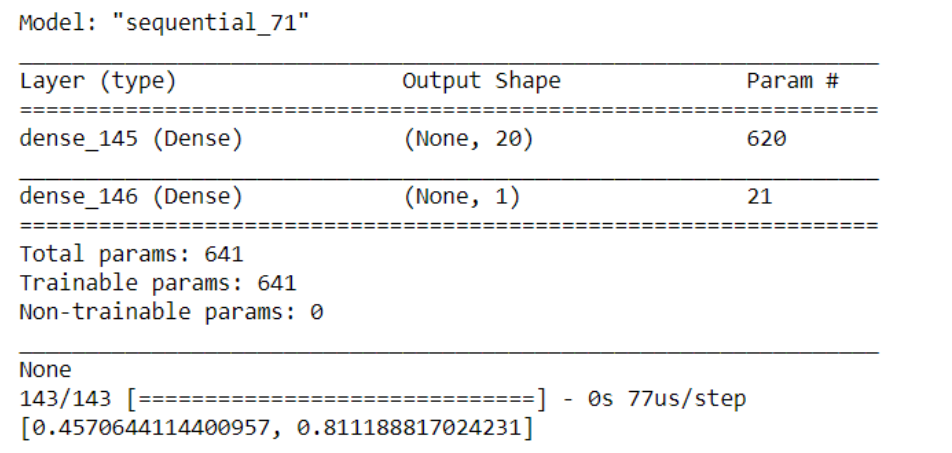 Model: "sequential_71"
Layer (type) Output Shape Param #
dense_145 (Dense) (None, 20) 620
dense_146 (Dense) (None, 1) 21
Total params: 641
Trainable params: 641
Non-trainable params: 0
None
143/143 [==============================] - 0s 77us/step
[0.4570644114400957, 0.811188817024231]